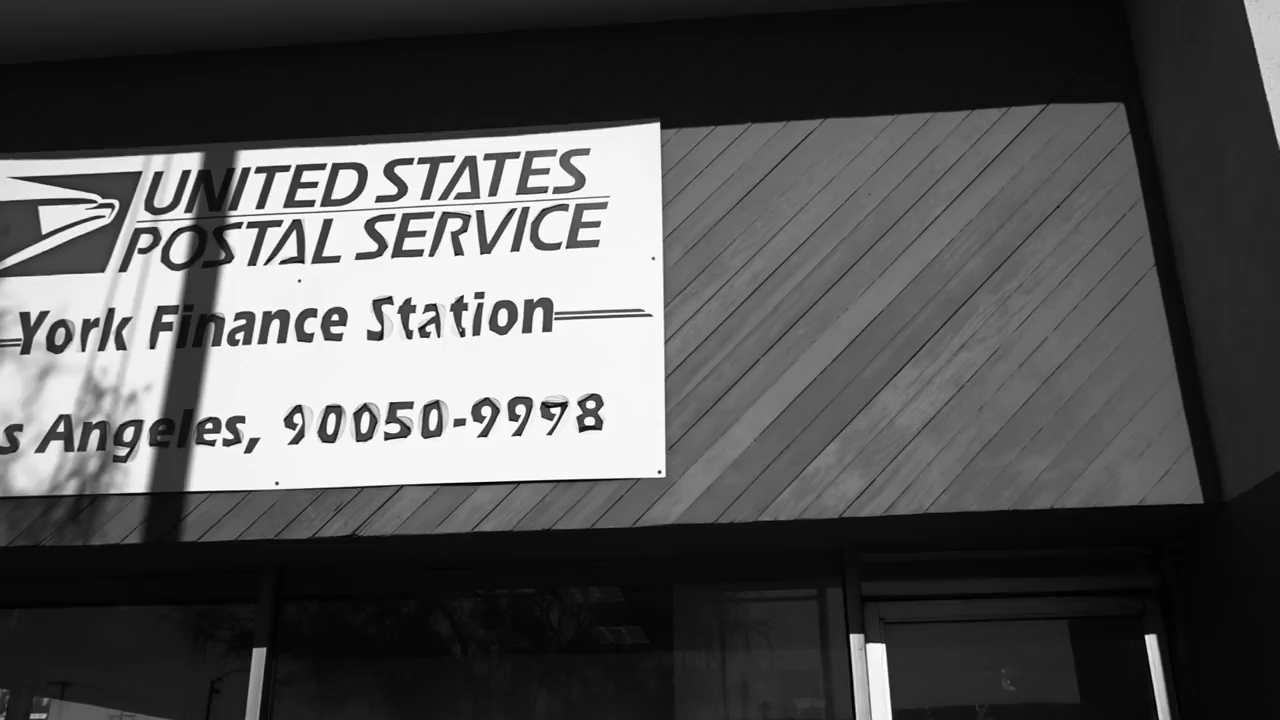 UNITED STATES
POSTAL SERVICE
York Finance Station
s Angeles, 90050-9998